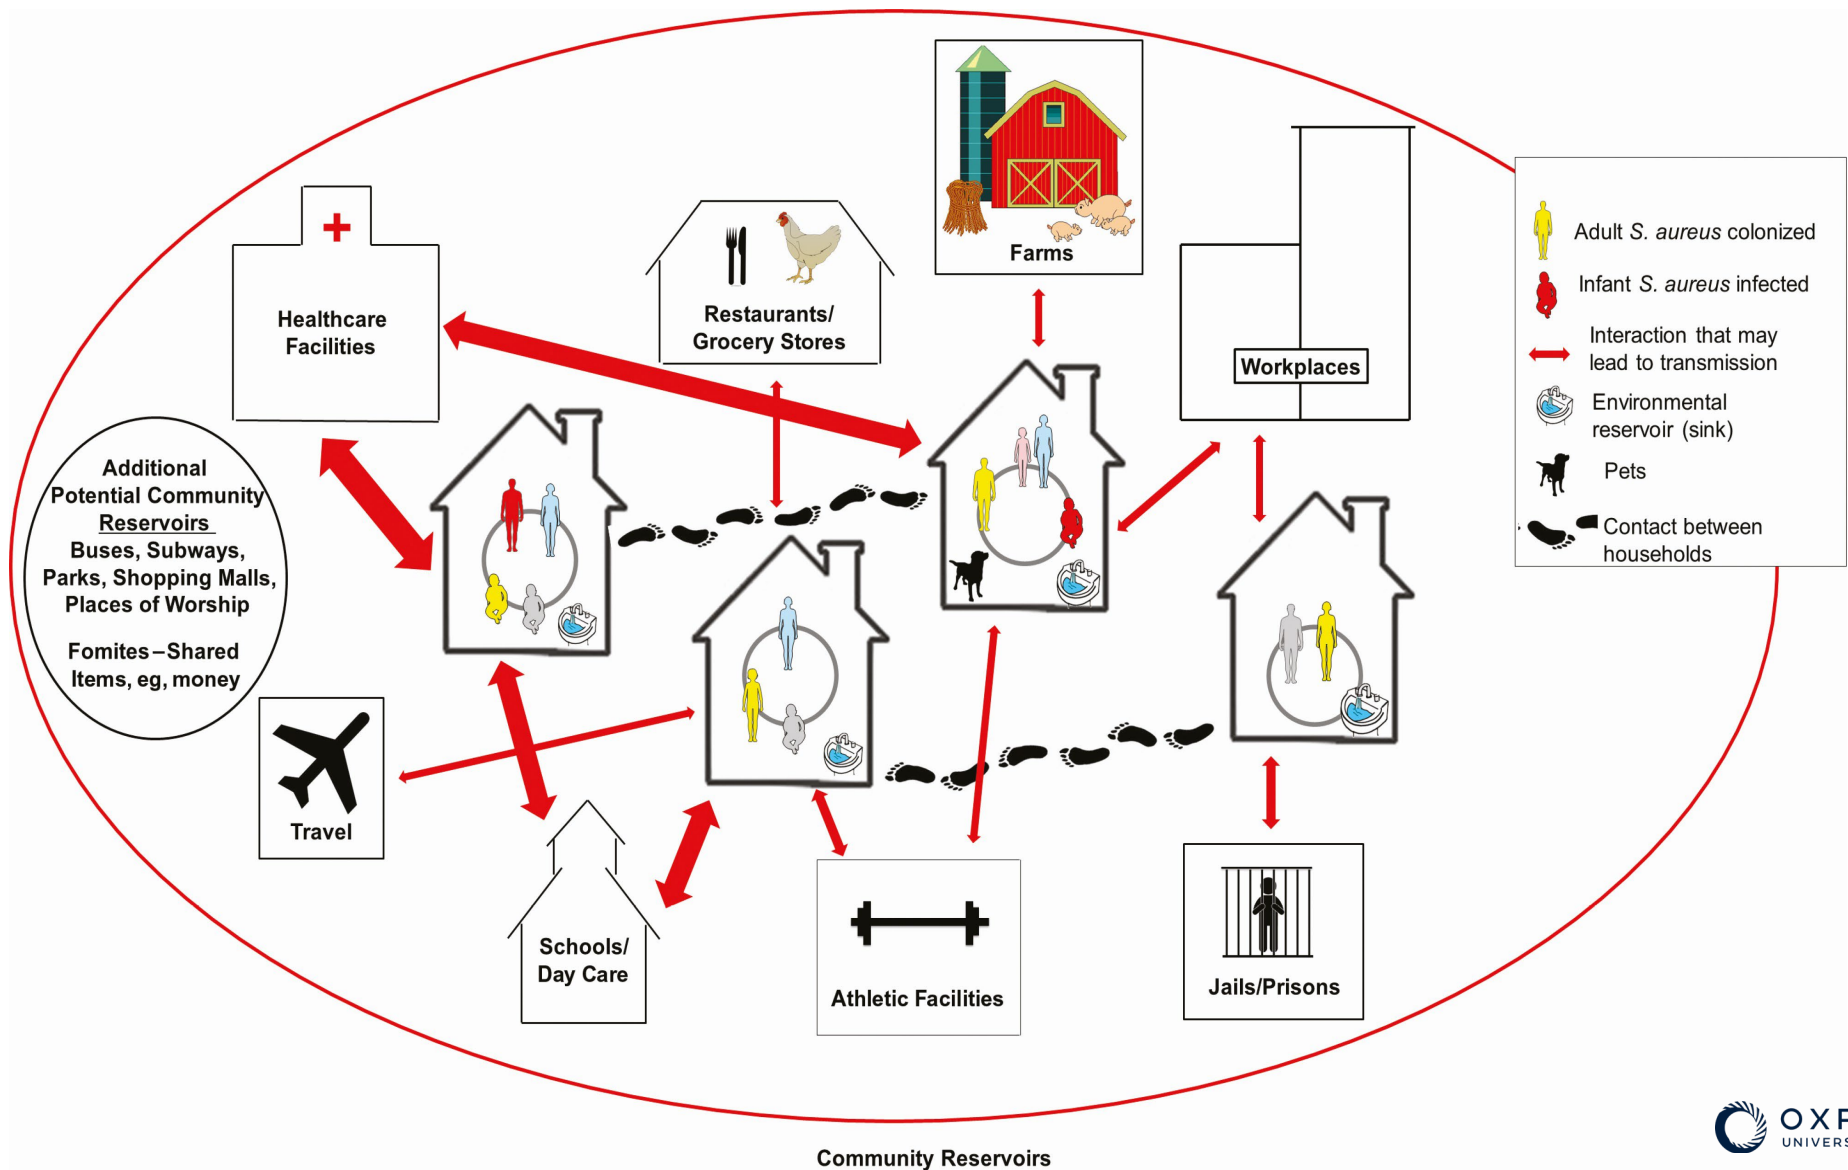 Farms
Healthcare
Facilities
Restaurants/
Grocery Stores
Workplaces
Adult S. aureus colonized
Infant S. aureus infected
Interaction that may
lead to transmission
Environmental
reservoir (sink)
Pets
Contact between
households
Additional
Potential Community
Reservoirs
Buses, Subways,
Parks, Shopping Malls,
Places of Worship
Fomites–Shared
Items, eg, money
Travel
Schools/
Day Care
Athletic Facilities
Jails/Prisons
Community Reservoirs